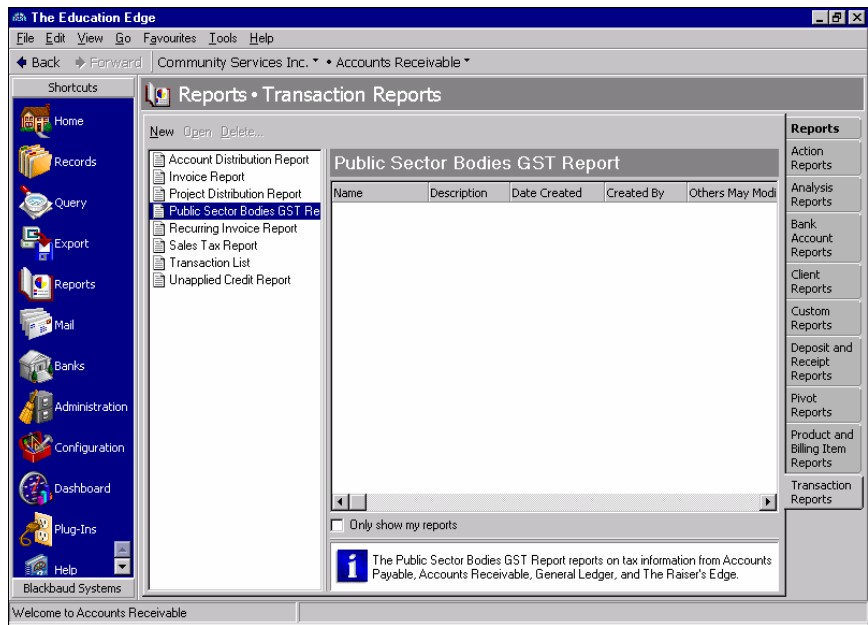 The Education Edge
File Edit View Go Favourites Tools Help
Back Forward Community Services Inc. • Accounts Receivable
Shortcuts
Home
Records
Query
Export
Reports
Mail
Banks
Administration
Configuration
Dashboard
Plug-Ins
Help
Blackbaud Systems
Reports • Transaction Reports
New Open Delete...
Account Distribution Report
Invoice Report
Project Distribution Report
Public Sector Bodies GST Re
Recurring Invoice Report
Sales Tax Report
Transaction List
Unapplied Credit Report
Public Sector Bodies GST Report
Name Description Date Created Created By Others May Modi
Only show my reports
The Public Sector Bodies GST Report reports on tax information from Accounts
Payable, Accounts Receivable, General Ledger, and The Raiser's Edge.
Reports
Action
Reports
Analysis
Reports
Bank
Account
Reports
Client
Reports
Custom
Reports
Deposit and
Receipt
Reports
Pivot
Reports
Product and
Billing Item
Reports
Transaction
Reports
Welcome to Accounts Receivable